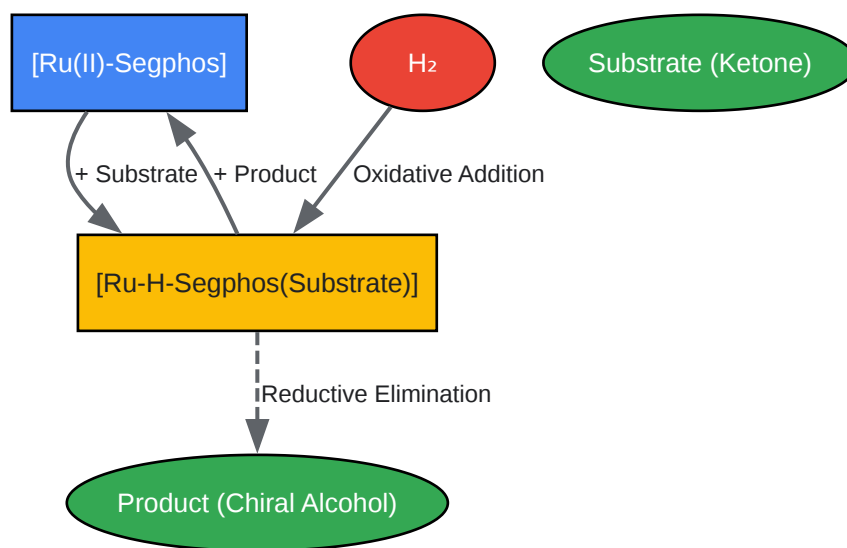 [Ru(II)-Segphos]
H₂
Substrate (Ketone)
+ Substrate
+ Product
Oxidative Addition
[Ru-H-Segphos(Substrate)]
Reductive Elimination
Product (Chiral Alcohol)